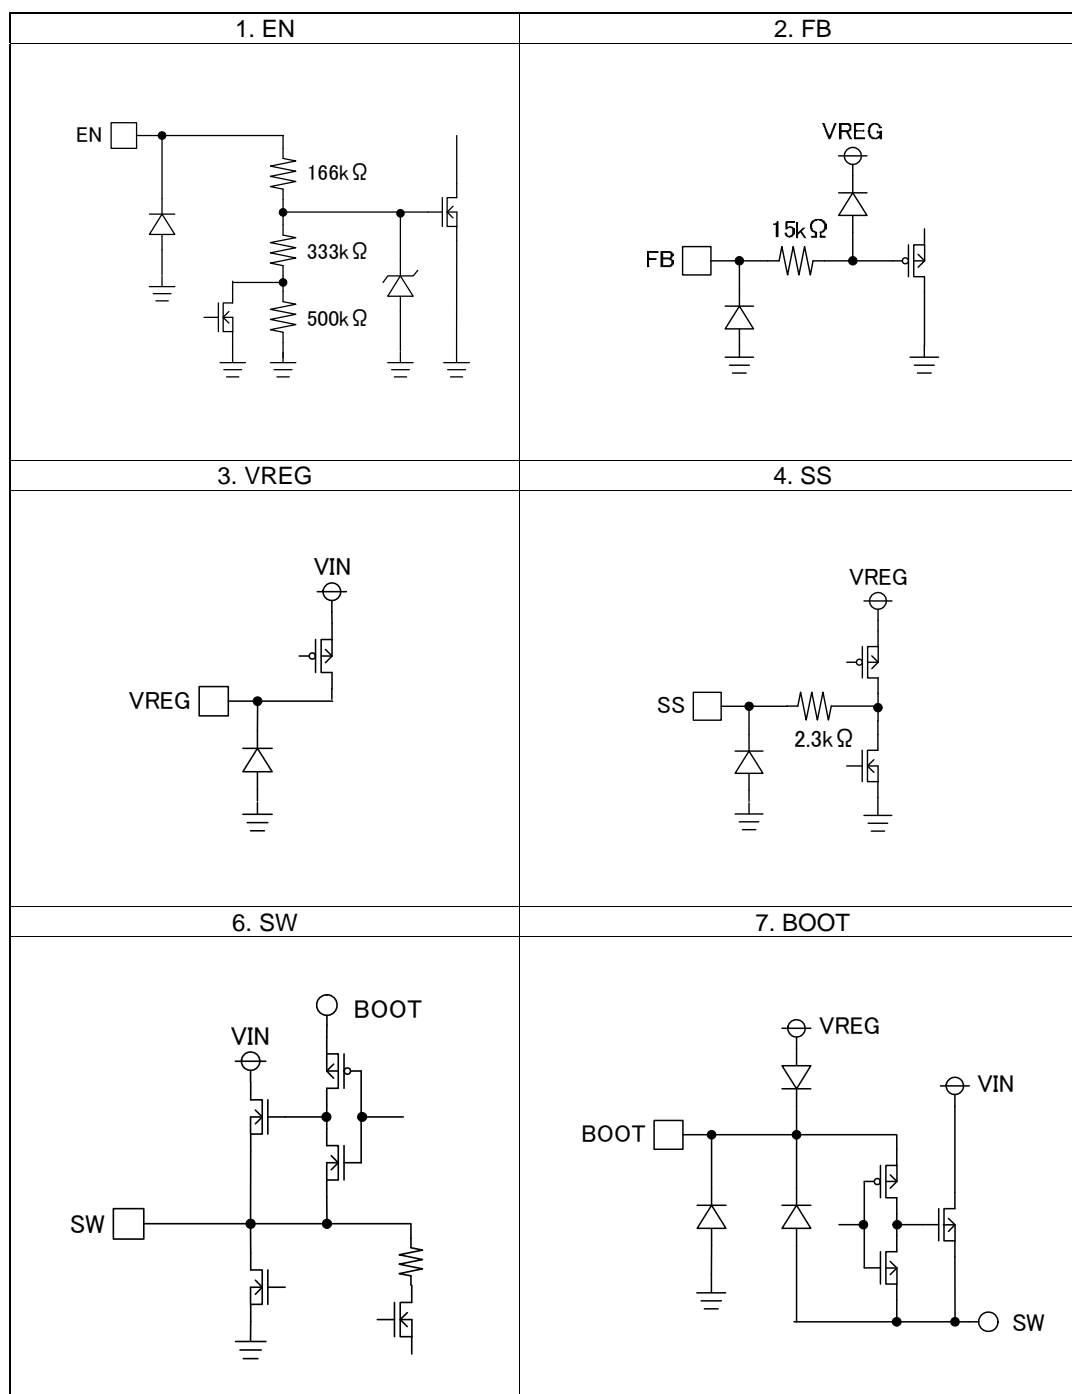 1. EN
2. FB
EN
166kΩ
333kΩ
500kΩ
VREG
15kΩ
FB
3. VREG
4. SS
VIN
VREG
VREG
SS
2.3kΩ
6. SW
7. BOOT
BOOT
VIN
SW
VREG
VIN
BOOT
SW